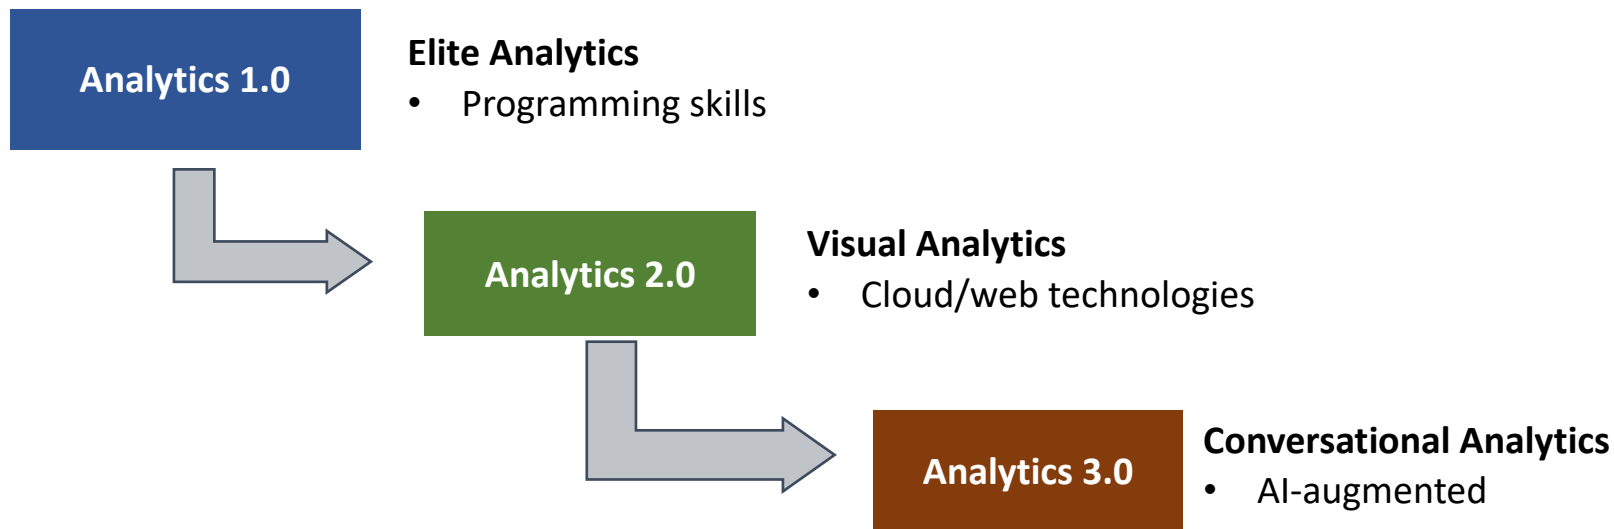 Analytics 1.0
Elite Analytics
• Programming skills
Analytics 2.0
Visual Analytics
• Cloud/web technologies
Analytics 3.0
Conversational Analytics
• AI-augmented